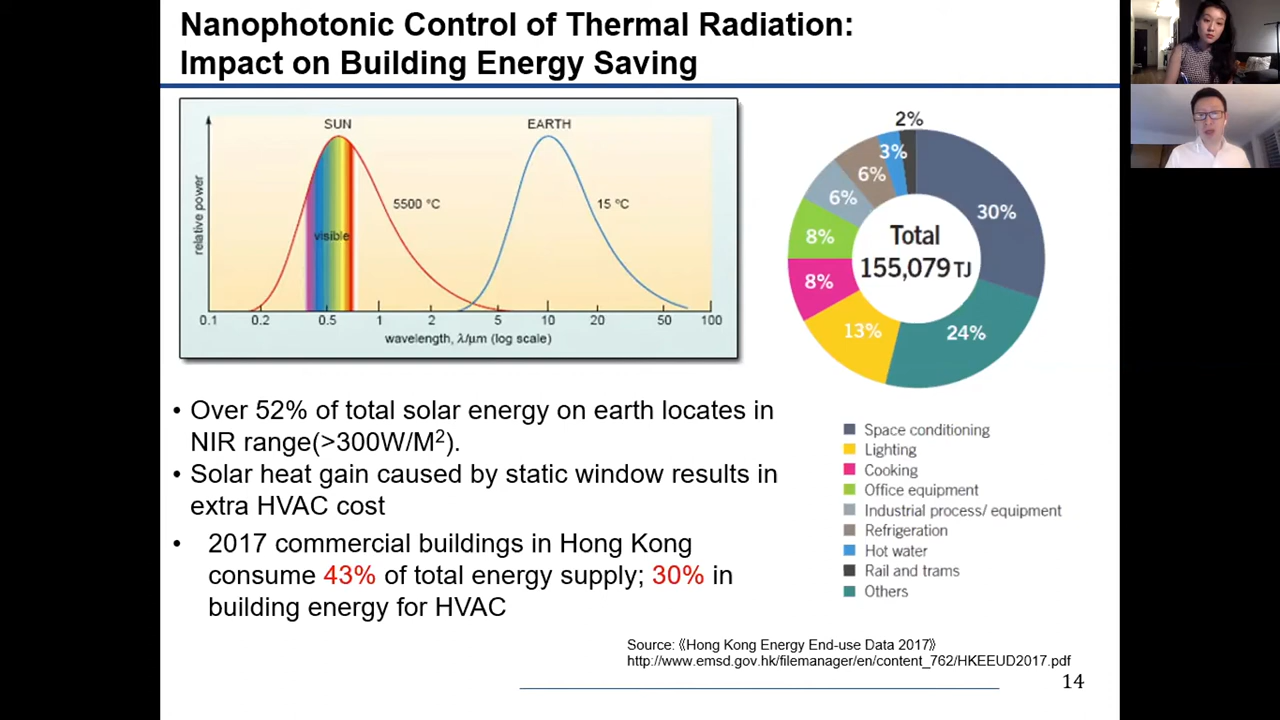 Nanophotonic Control of Thermal Radiation:
Impact on Building Energy Saving
SUN
EARTH
5500 °C
15 °C
visible
relative power
0.1 0.2 0.5 1 2 5 10 20 50 100
wavelength, λ/μm (log scale)
2%
3%
6%
6%
8%
8%
13%
24%
30%
Total
155,079 TJ
• Over 52% of total solar energy on earth locates in
NIR range(>300W/M²).
• Solar heat gain caused by static window results in
extra HVAC cost
• 2017 commercial buildings in Hong Kong
consume 43% of total energy supply; 30% in
building energy for HVAC
Space conditioning
Lighting
Cooking
Office equipment
Industrial process/ equipment
Refrigeration
Hot water
Rail and trams
Others
Source: 《Hong Kong Energy End-use Data 2017》
http://www.emsd.gov.hk/filemanager/en/content_762/HKEEUD2017.pdf
14